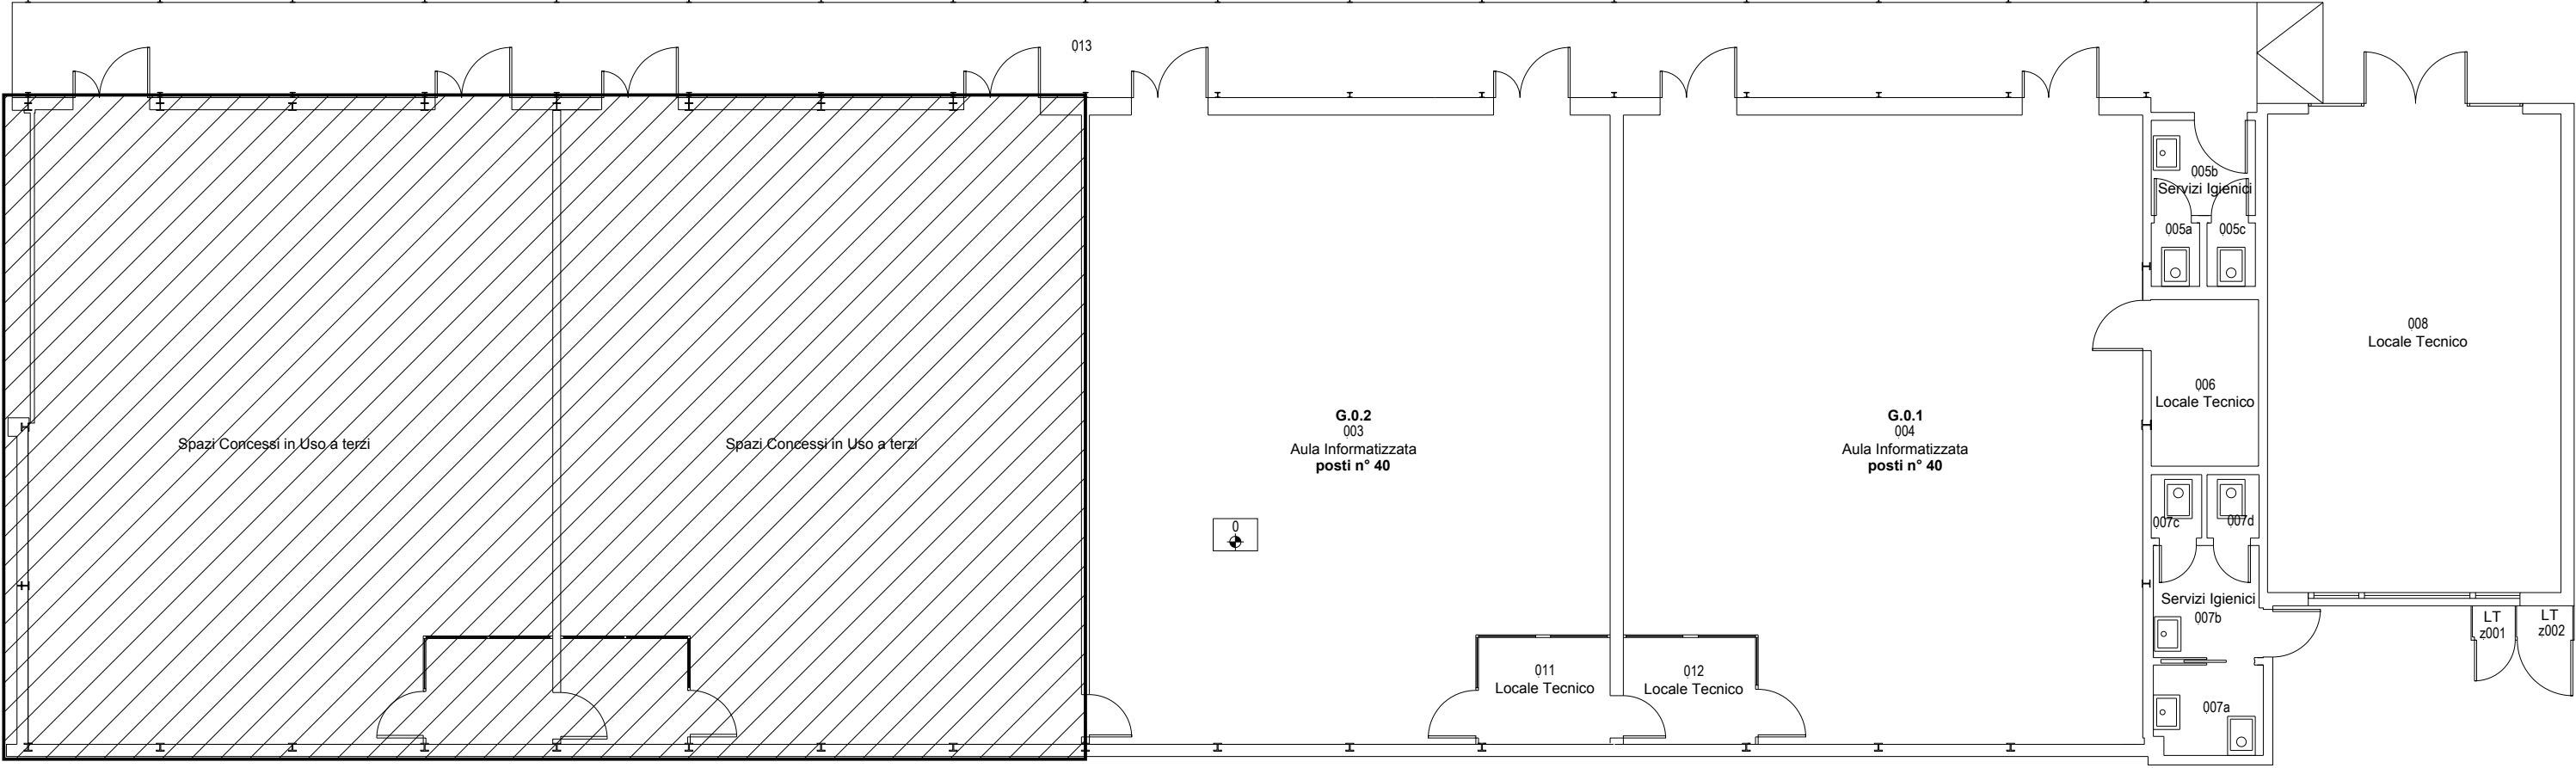 013
Spazi Concessi in Uso a terzi
Spazi Concessi in Uso a terzi
G.0.2
003
Aula Informatizzata
posti n° 40
0
011
Locale Tecnico
G.0.1
004
Aula Informatizzata
posti n° 40
012
Locale Tecnico
005b
Servizi Igienici
005a
005c
006
Locale Tecnico
007c
007d
Servizi Igienici
007b
007a
008
Locale Tecnico
LT
z001
LT
z002